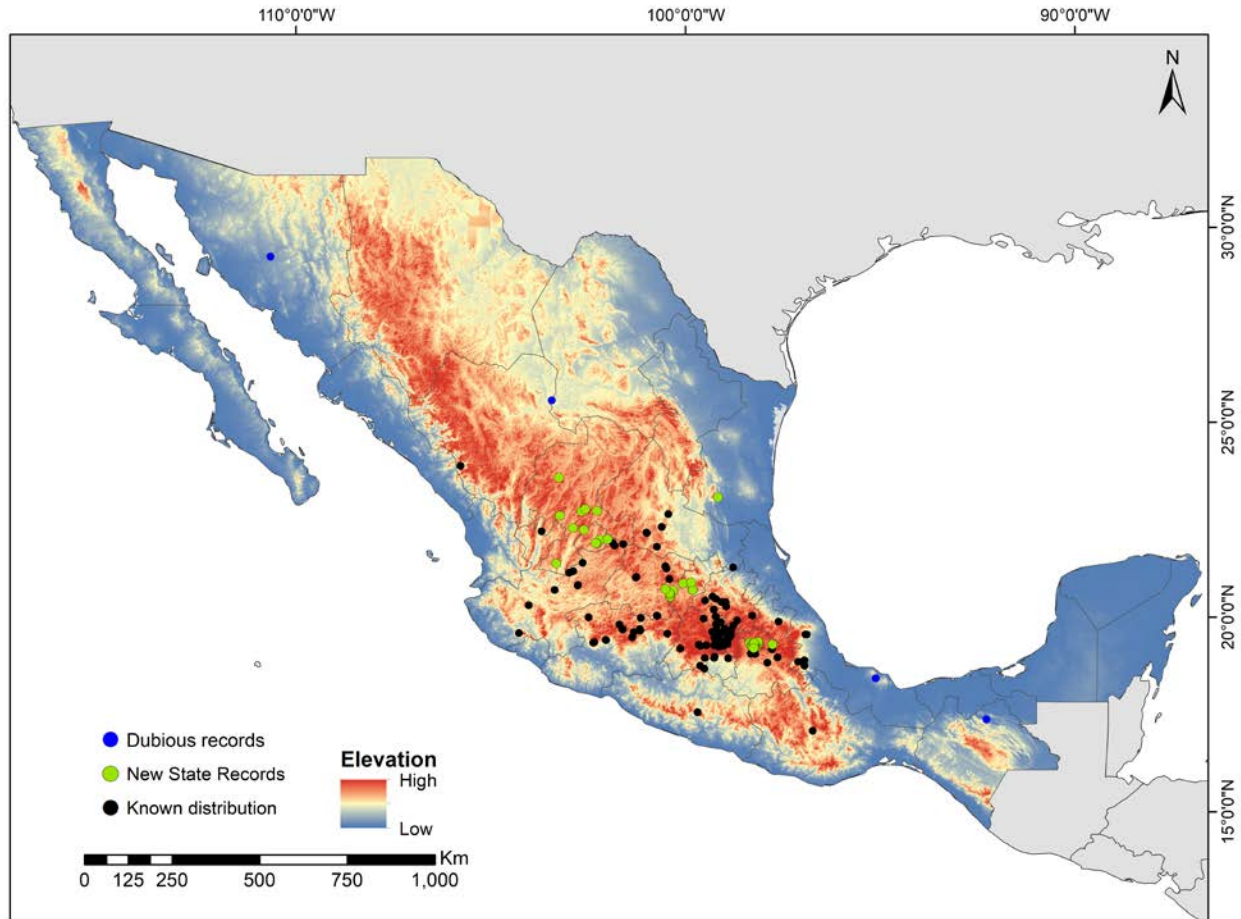 110°0'0"W
100°0'0"W
90°0'0"W
N
30°0'0"N
25°0'0"N
20°0'0"N
15°0'0"N
Dubious records
New State Records
Known distribution
Elevation
High
Low
Km
0 125 250 500 750 1,000